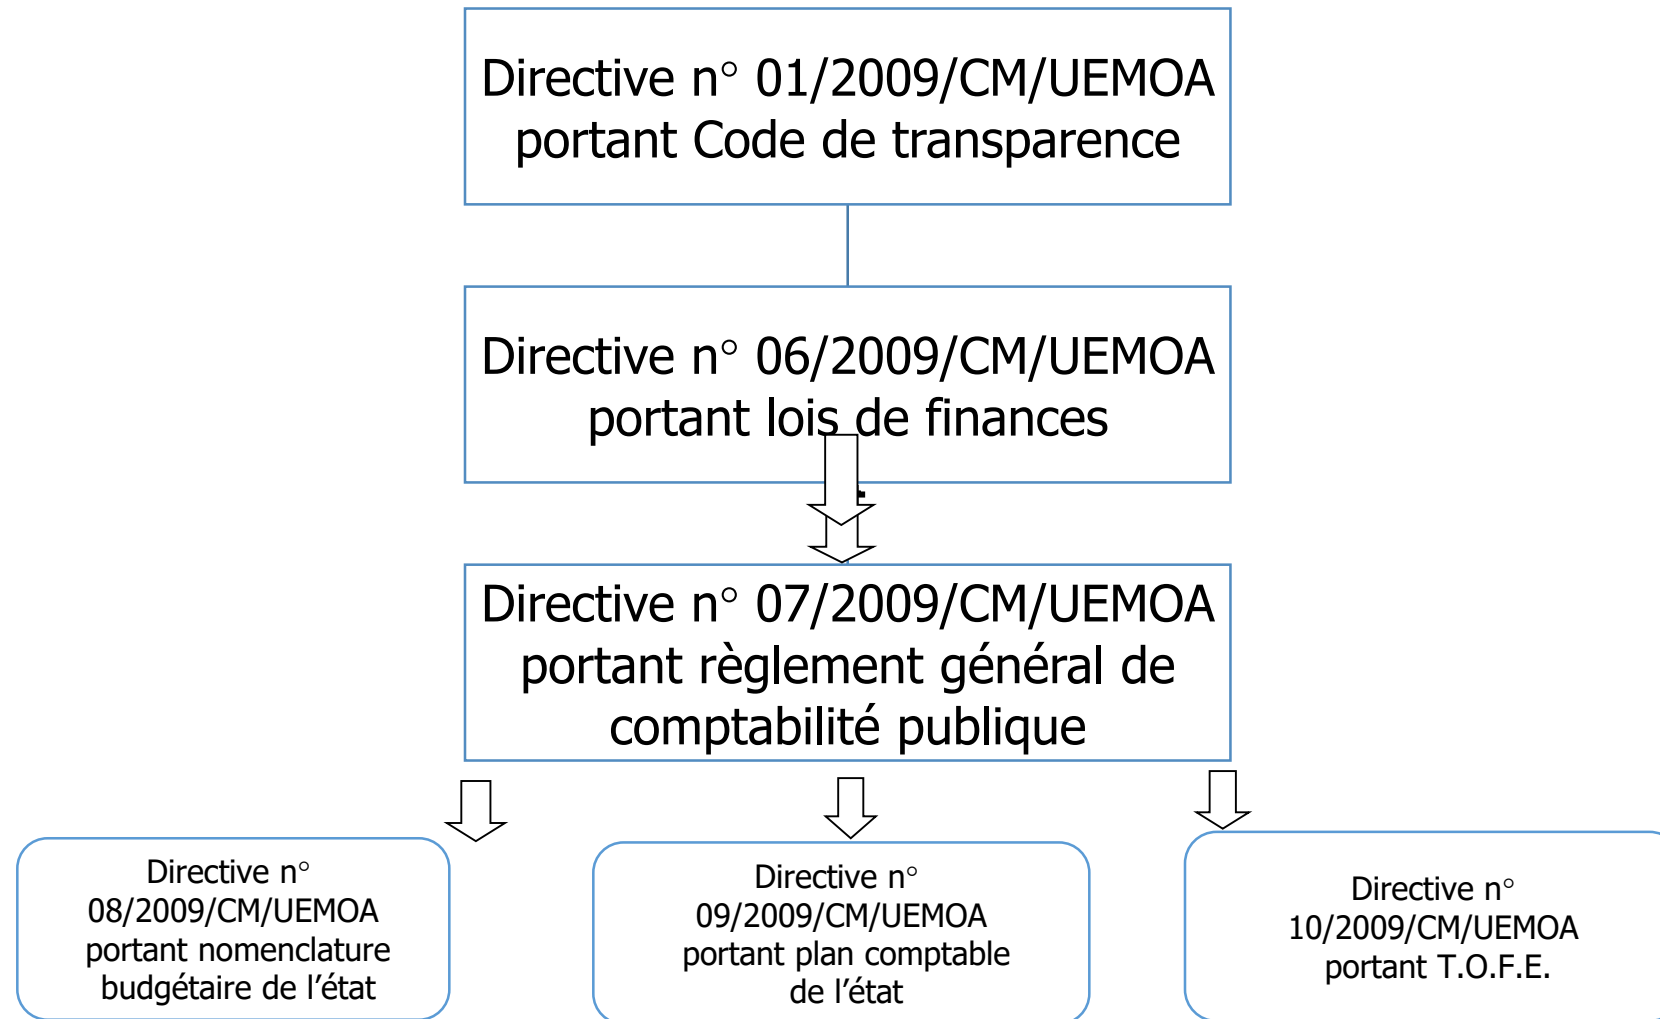 Directive n° 01/2009/CM/UEMOA
portant Code de transparence
Directive n° 06/2009/CM/UEMOA
portant lois de finances
Directive n° 07/2009/CM/UEMOA
portant règlement général de
comptabilité publique
Directive n°
08/2009/CM/UEMOA
portant nomenclature
budgétaire de l’état
Directive n°
09/2009/CM/UEMOA
portant plan comptable
de l’état
Directive n°
10/2009/CM/UEMOA
portant T.O.F.E.